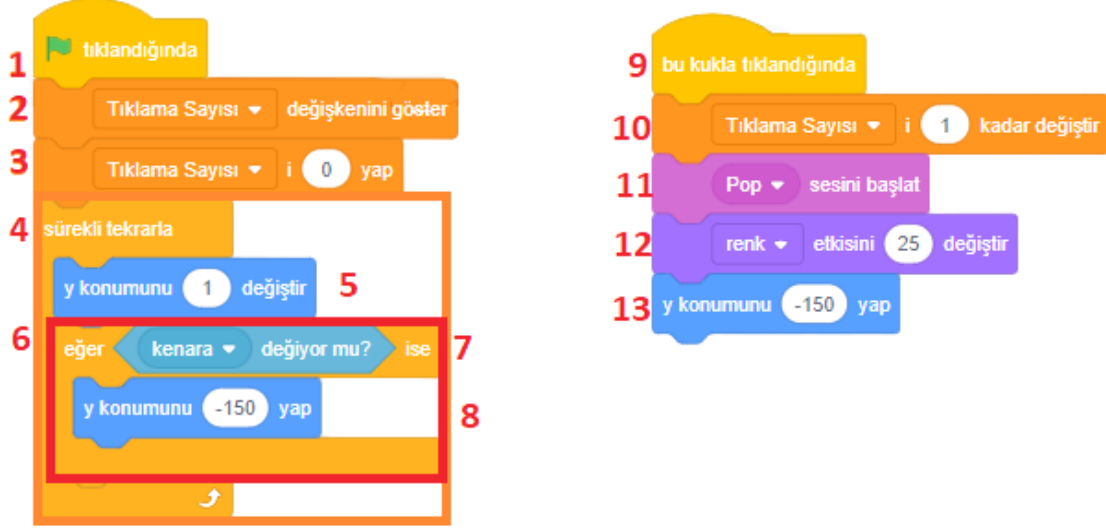 1 tıklandığında
2 Tıklama Sayısı değişkenini göster
3 Tıklama Sayısı i 0 yap
4 sürekli tekrarla
y konumunu 1 değiştir 5
6 eğer kenara değiyor mu? ise 7
y konumunu -150 yap 8
9 bu kukla tıklandığında
10 Tıklama Sayısı i 1 kadar değiştir
11 Pop sesini başlat
12 renk etkisini 25 değiştir
13 y konumunu -150 yap